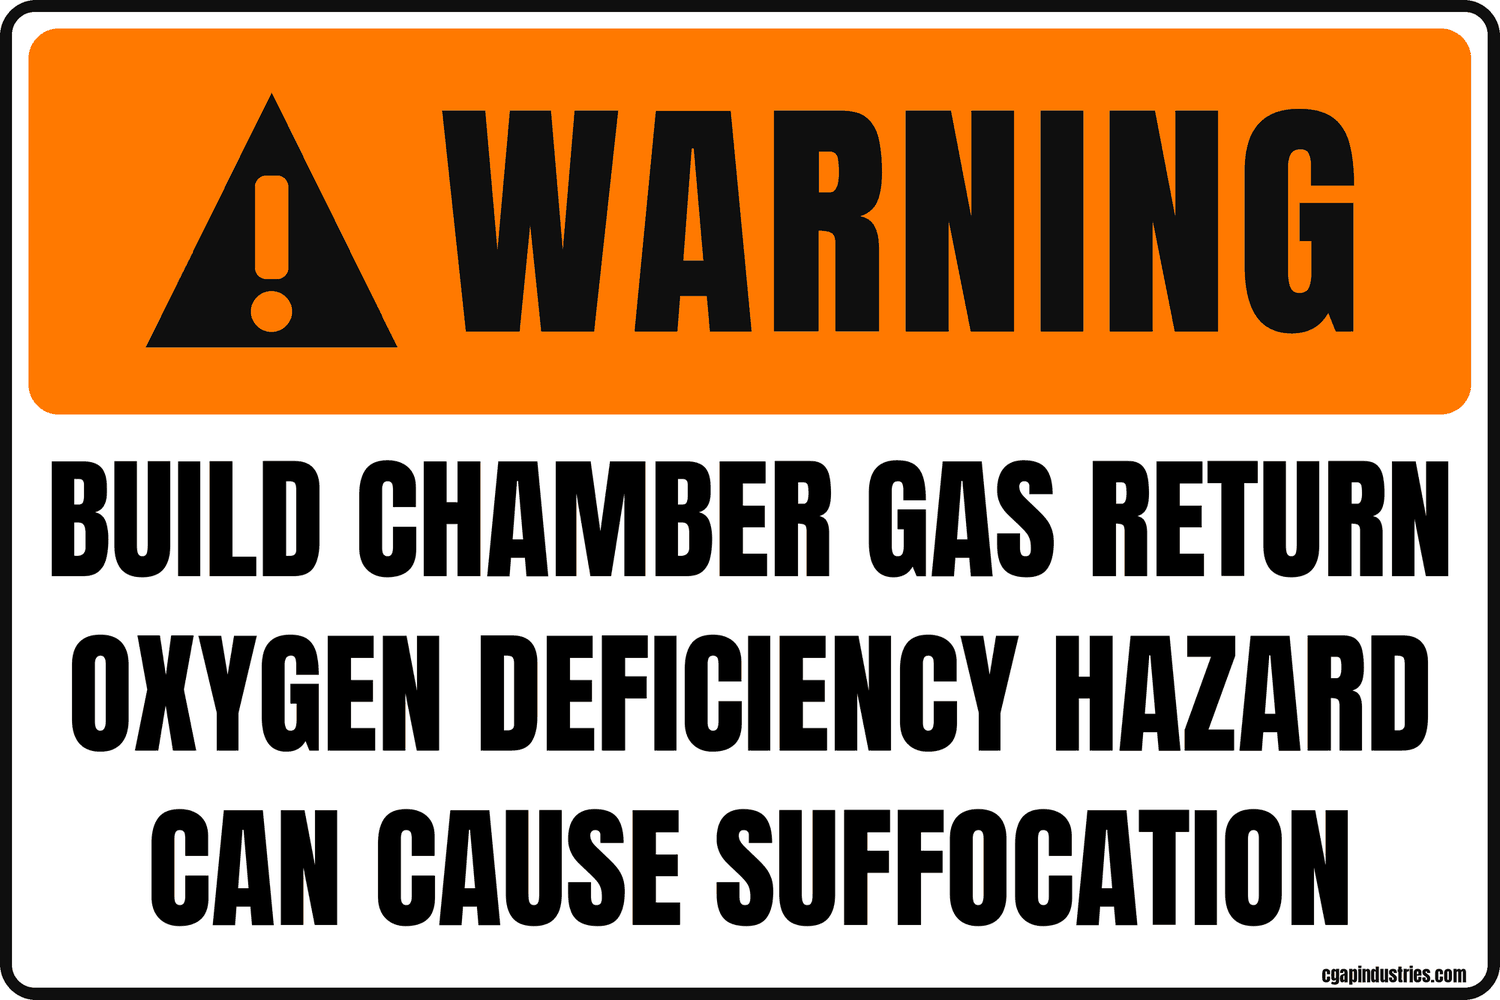 WARNING
BUILD CHAMBER GAS RETURN
OXYGEN DEFICIENCY HAZARD
CAN CAUSE SUFFOCATION
cgapindustries.com